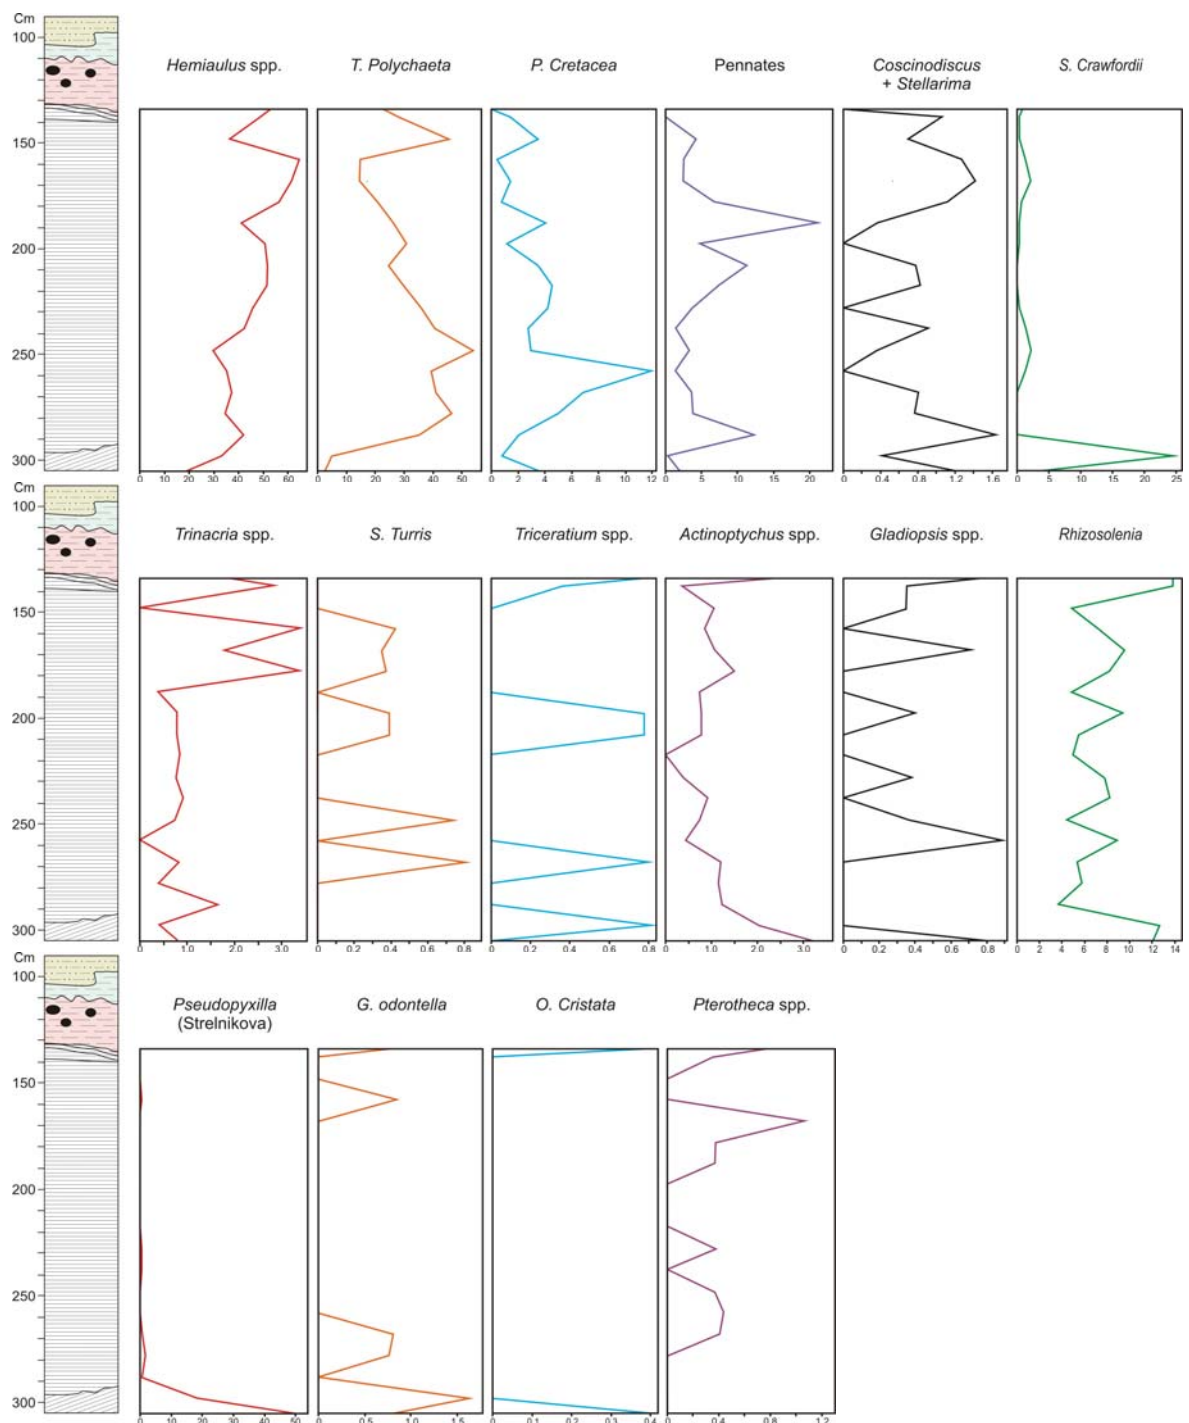 Cm
100
150
200
250
300
Hemiaulus spp.
T. Polychaeta
P. Cretacea
Pennates
Coscinodiscus
+ Stellarima
S. Crawfordii
0 10 20 30 40 50 60
0 10 20 30 40 50
0 2 4 6 8 10 12
0 5 10 15 20
0 0.4 0.8 1.2 1.6
0 5 10 15 20 25
Cm
100
150
200
250
300
Trinacria spp.
S. Turris
Triceratium spp.
Actinoptychus spp.
Gladiopsis spp.
Rhizosolenia
0 1.0 2.0 3.0
0 0.2 0.4 0.6 0.8
0 0.2 0.4 0.6 0.8
0 1.0 2.0 3.0
0 0.2 0.4 0.6 0.8
0 2 4 6 8 10 12 14
Cm
100
150
200
250
300
Pseudopyxilla
(Strelnikova)
G. odontella
O. Cristata
Pterotheca spp.
0 10 20 30 40 50
0 0.5 1.0 1.5
0 0.1 0.2 0.3 0.4
0 0.4 0.8 1.2